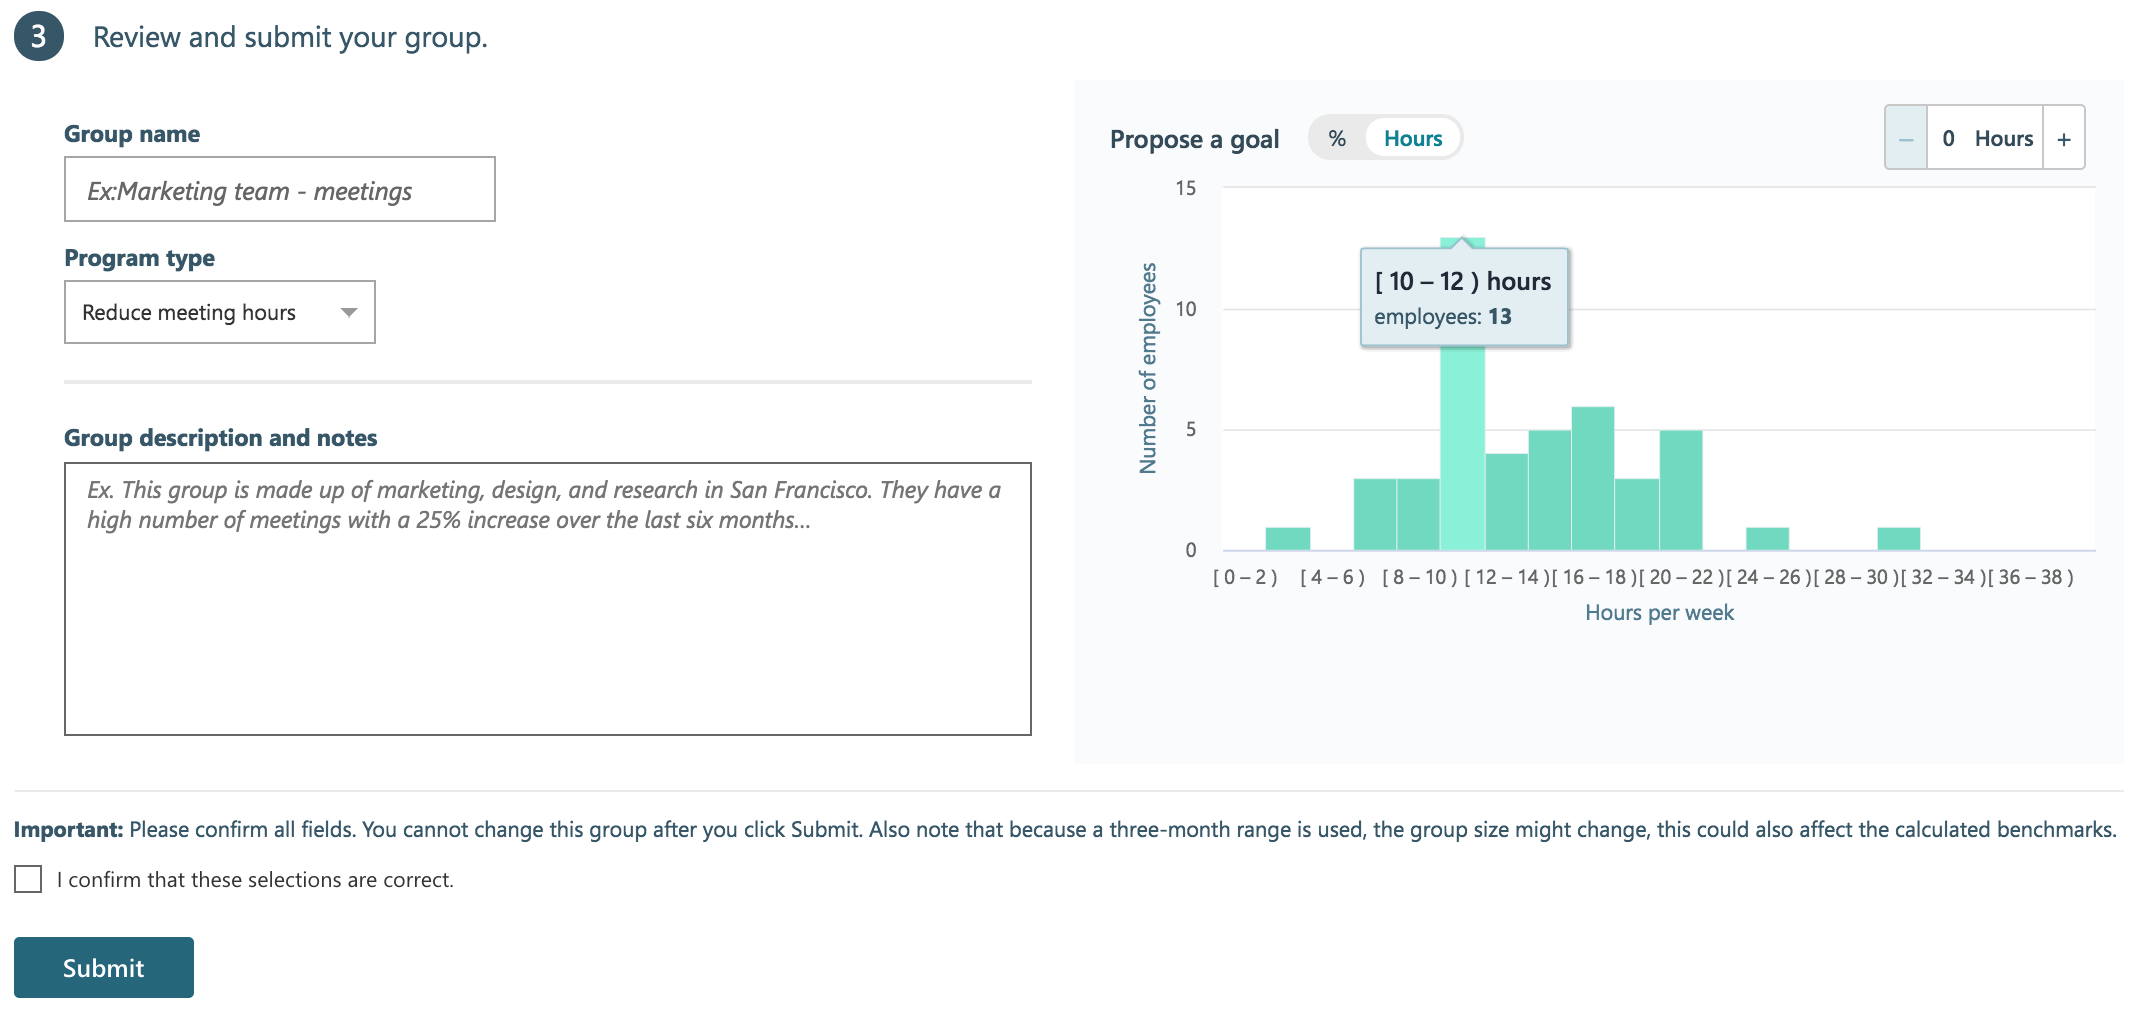 3 Review and submit your group.
Group name
Ex:Marketing team - meetings
Program type
Reduce meeting hours
Group description and notes
Ex. This group is made up of marketing, design, and research in San Francisco. They have a
high number of meetings with a 25% increase over the last six months...
Propose a goal % Hours – 0 Hours +
15
10
5
0
Number of employees
[ 10 – 12 ) hours
employees: 13
[ 0 – 2 ) [ 4 – 6 ) [ 8 – 10 ) [ 12 – 14 ) [ 16 – 18 ) [ 20 – 22 ) [ 24 – 26 ) [ 28 – 30 ) [ 32 – 34 ) [ 36 – 38 )
Hours per week
Important: Please confirm all fields. You cannot change this group after you click Submit. Also note that because a three-month range is used, the group size might change, this could also affect the calculated benchmarks.
I confirm that these selections are correct.
Submit